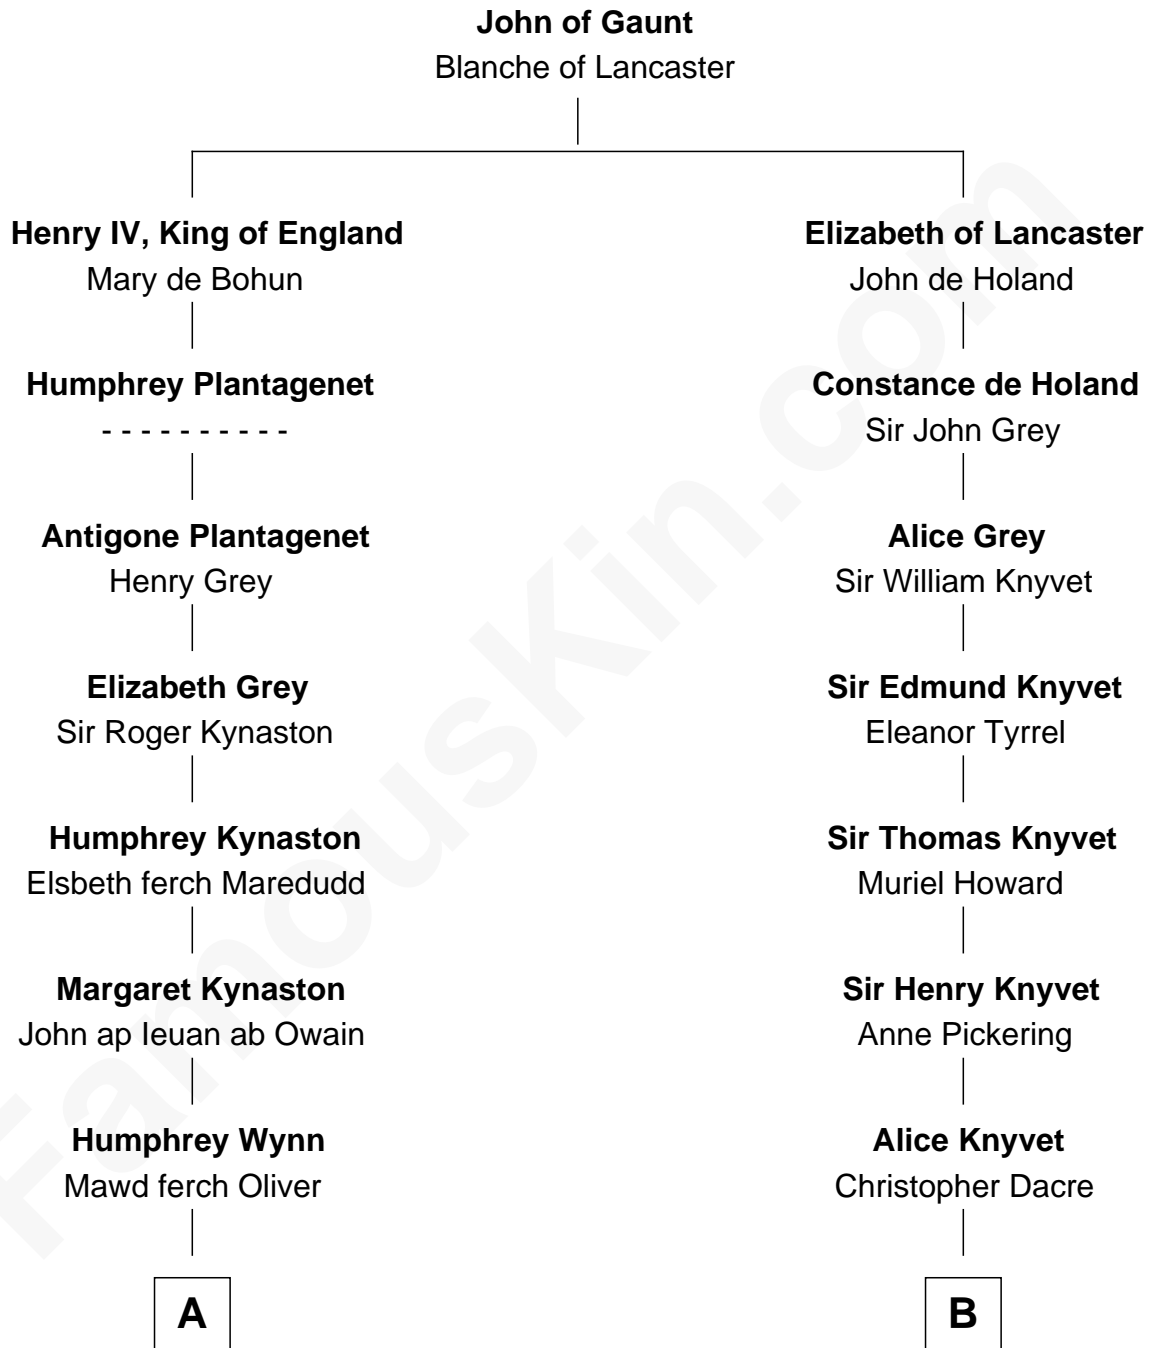 John of Gaunt
Blanche of Lancaster
Henry IV, King of England
Mary de Bohun
Humphrey Plantagenet
- - - - - - - - - -
Antigone Plantagenet
Henry Grey
Elizabeth Grey
Sir Roger Kynaston
Humphrey Kynaston
Elsbeth ferch Maredudd
Margaret Kynaston
John ap Ieuan ab Owain
Humphrey Wynn
Mawd ferch Oliver
A
Elizabeth of Lancaster
John de Holand
Constance de Holand
Sir John Grey
Alice Grey
Sir William Knyvet
Sir Edmund Knyvet
Eleanor Tyrrel
Sir Thomas Knyvet
Muriel Howard
Sir Henry Knyvet
Anne Pickering
Alice Knyvet
Christopher Dacre
B
FamousKin.com